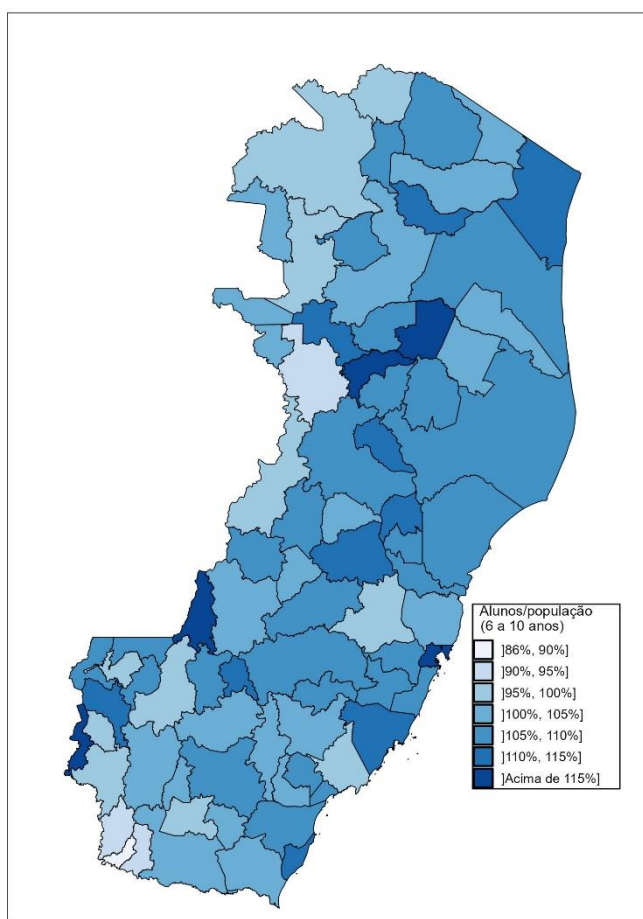 Alunos/população
(6 a 10 anos)
]86%, 90%]
]90%, 95%]
]95%, 100%]
]100%, 105%]
]105%, 110%]
]110%, 115%]
]Acima de 115%]